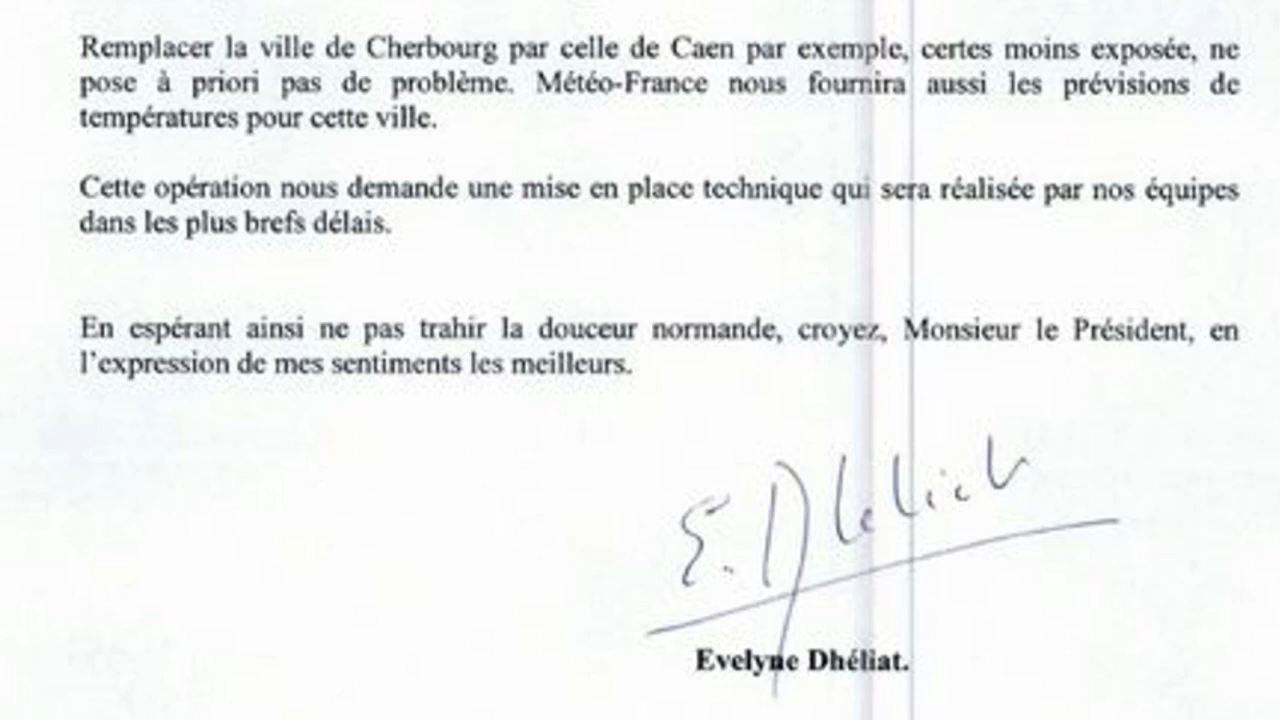 Remplacer la ville de Cherbourg par celle de Caen par exemple, certes moins exposée, ne
pose à priori pas de problème. Météo-France nous fournira aussi les prévisions de
températures pour cette ville.
Cette opération nous demande une mise en place technique qui sera réalisée par nos équipes
dans les plus brefs délais.
En espérant ainsi ne pas trahir la douceur normande, croyez, Monsieur le Président, en
l'expression de mes sentiments les meilleurs.
E. Dhéliat
Evelyne Dhéliat.